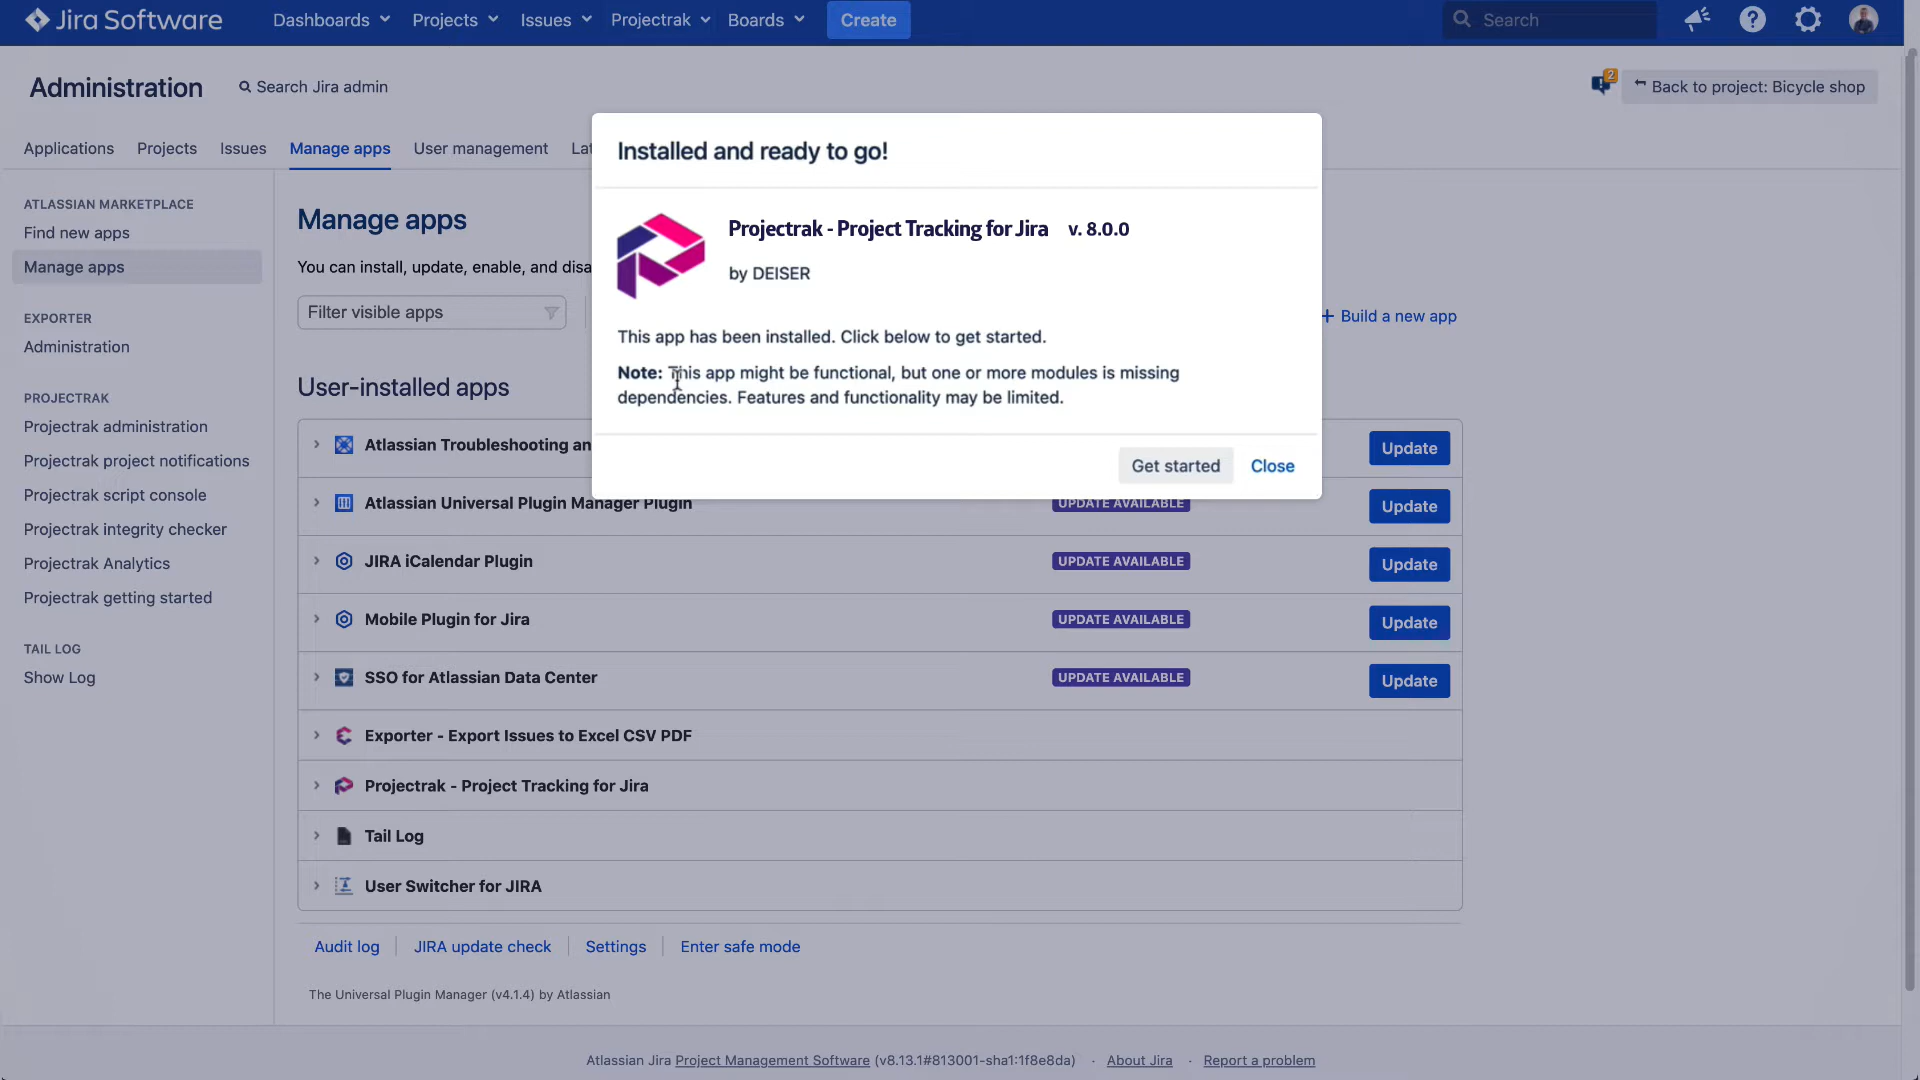 Jira Software
Dashboards
Projects
Issues
Projectrak
Boards
Create
Search
Administration
Search Jira admin
2
Back to project: Bicycle shop
Applications
Projects
Issues
Manage apps
User management
Lat
ATLASSIAN MARKETPLACE
Find new apps
Manage apps
EXPORTER
Administration
PROJECTRAK
Projectrak administration
Projectrak project notifications
Projectrak script console
Projectrak integrity checker
Projectrak Analytics
Projectrak getting started
TAIL LOG
Show Log
Manage apps
You can install, update, enable, and disa
Filter visible apps
+ Build a new app
User-installed apps
Installed and ready to go!
Projectrak - Project Tracking for Jira v. 8.0.0
by DEISER
This app has been installed. Click below to get started.
Note: This app might be functional, but one or more modules is missing
dependencies. Features and functionality may be limited.
Get started
Close
Atlassian Troubleshooting an
Update
Atlassian Universal Plugin Manager Plugin
UPDATE AVAILABLE
Update
JIRA iCalendar Plugin
UPDATE AVAILABLE
Update
Mobile Plugin for Jira
UPDATE AVAILABLE
Update
SSO for Atlassian Data Center
UPDATE AVAILABLE
Update
Exporter - Export Issues to Excel CSV PDF
Projectrak - Project Tracking for Jira
Tail Log
User Switcher for JIRA
Audit log
JIRA update check
Settings
Enter safe mode
The Universal Plugin Manager (v4.1.4) by Atlassian
Atlassian Jira Project Management Software (v8.13.1#813001-sha1:1f8e8da) · About Jira · Report a problem